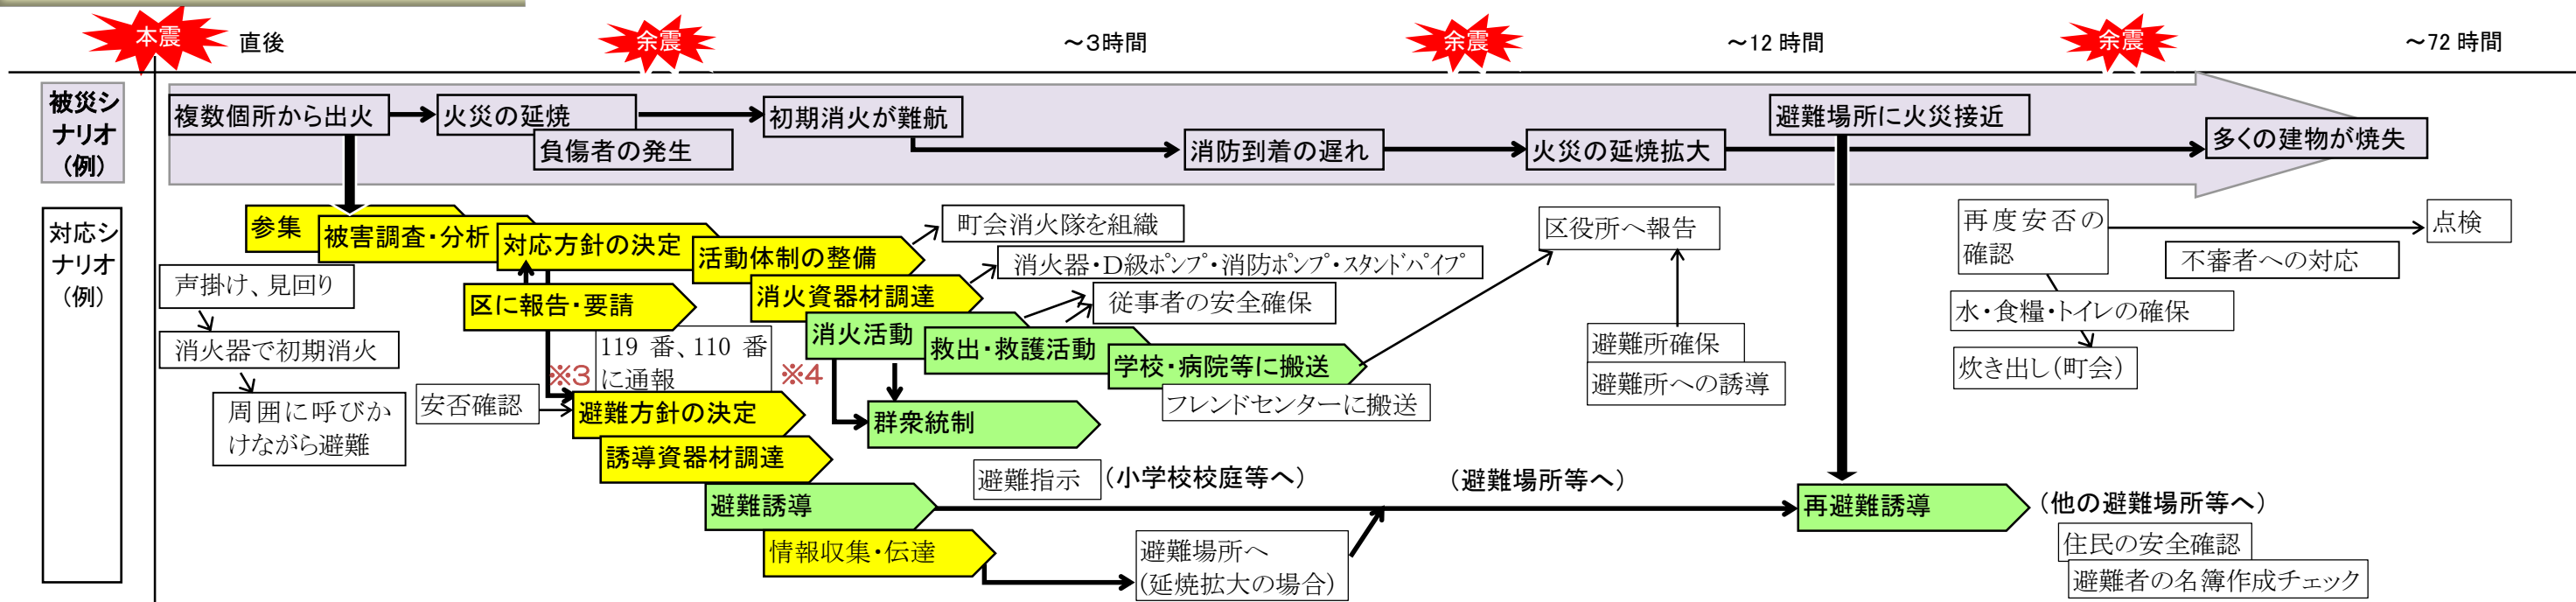 本震
直後
余震
～3時間
余震
～12 時間
余震
～72 時間
被災シ
ナリオ
(例)
複数個所から出火
火災の延焼
負傷者の発生
初期消火が難航
消防到着の遅れ
火災の延焼拡大
避難場所に火災接近
多くの建物が焼失
対応シ
ナリオ
(例)
声掛け、見回り
消火器で初期消火
周囲に呼びか
けながら避難
参集
被害調査・分析
対応方針の決定
活動体制の整備
町会消火隊を組織
区に報告・要請
消火資器材調達
消火器・D級ﾎﾟﾝﾌﾟ・消防ﾎﾟﾝﾌﾟ・ｽﾀﾝﾄﾞﾊﾟｲﾌﾟ
従事者の安全確保
119 番、110 番
に通報
※3
※4
消火活動
救出・救護活動
学校・病院等に搬送
フレンドセンターに搬送
安否確認
避難方針の決定
群衆統制
誘導資器材調達
避難誘導
避難指示
(小学校校庭等へ)
(避難場所等へ)
情報収集・伝達
避難場所へ
(延焼拡大の場合)
区役所へ報告
避難所確保
避難所への誘導
再避難誘導
(他の避難場所等へ)
住民の安全確認
避難者の名簿作成チェック
再度安否の
確認
点検
不審者への対応
水・食糧・トイレの確保
炊き出し(町会)